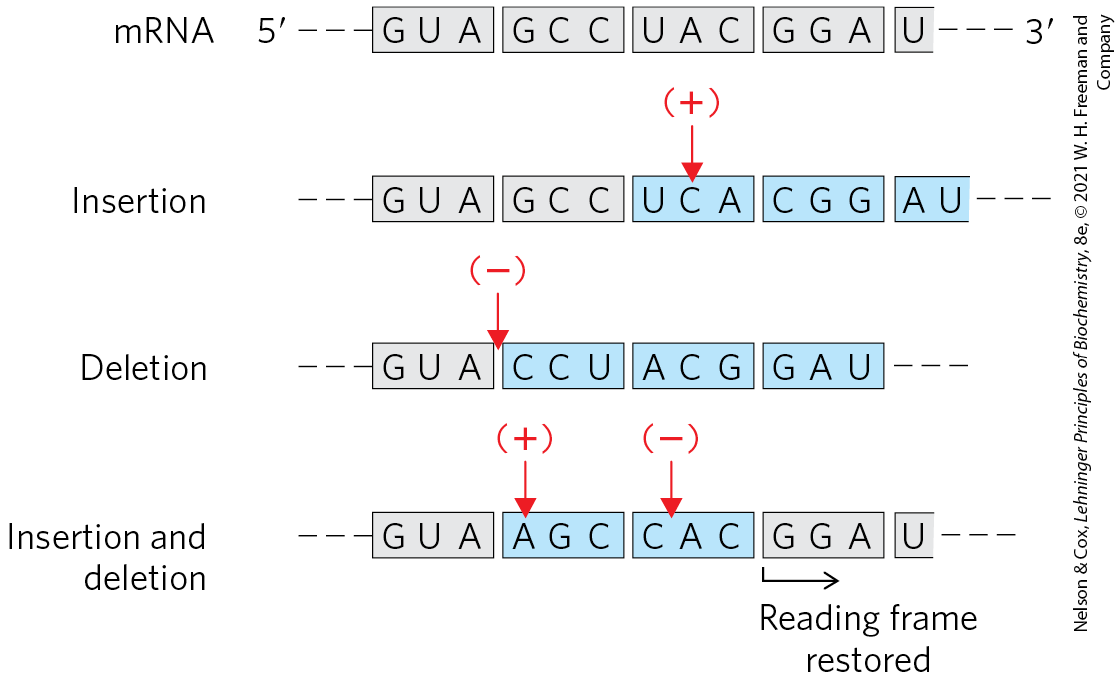 mRNA 5′ G U A G C C U A C G G A U 3′
(+)
Insertion G U A G C C U C A C G G A U
(−)
Deletion G U A C C U A C G G A U
(+) (−)
Insertion and
deletion
G U A A G C C A C G G A U
Reading frame
restored
Nelson & Cox, Lehninger Principles of Biochemistry, 8e, © 2021 W. H. Freeman and
Company